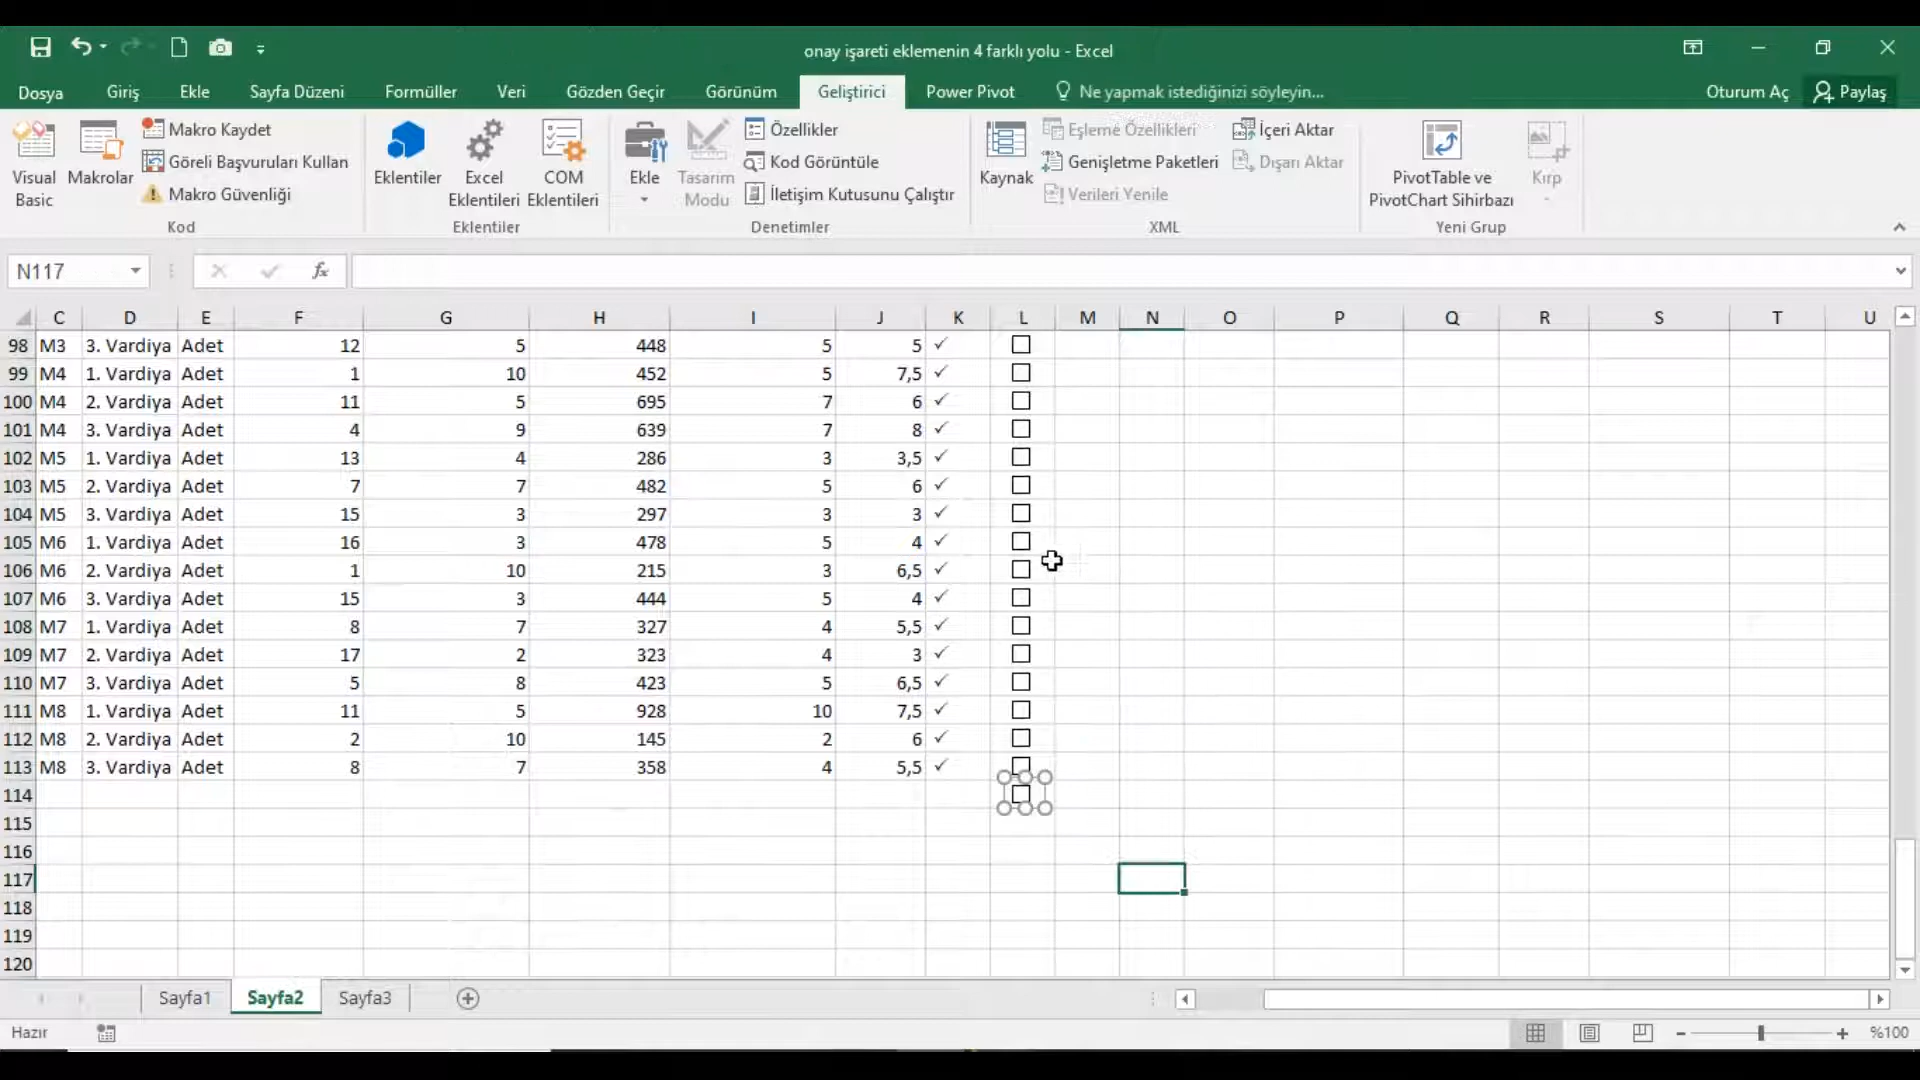 onay işareti eklemenin 4 farklı yolu - Excel
Dosya Giriş Ekle Sayfa Düzeni Formüller Veri Gözden Geçir Görünüm Geliştirici Power Pivot Ne yapmak istediğinizi söyleyin... Oturum Aç Paylaş
Visual Basic
Makrolar
Makro Kaydet
Göreli Başvuruları Kullan
Makro Güvenliği
Kod
Eklentiler
Excel Eklentileri
COM Eklentileri
Eklentiler
Ekle
Tasarım Modu
Özellikler
Kod Görüntüle
İletişim Kutusunu Çalıştır
Denetimler
Kaynak
Eşleme Özellikleri
Genişletme Paketleri
Verileri Yenile
İçeri Aktar
Dışarı Aktar
XML
PivotTable ve PivotChart Sihirbazı
Kırp
Yeni Grup
N117 fx
C D E F G H I J K L M N O P Q R S T U
98 M3 3. Vardiya Adet 12 5 448 5 5 ✓
99 M4 1. Vardiya Adet 1 10 452 5 7,5 ✓
100 M4 2. Vardiya Adet 11 5 695 7 6 ✓
101 M4 3. Vardiya Adet 4 9 639 7 8 ✓
102 M5 1. Vardiya Adet 13 4 286 3 3,5 ✓
103 M5 2. Vardiya Adet 7 7 482 5 6 ✓
104 M5 3. Vardiya Adet 15 3 297 3 3 ✓
105 M6 1. Vardiya Adet 16 3 478 5 4 ✓
106 M6 2. Vardiya Adet 1 10 215 3 6,5 ✓
107 M6 3. Vardiya Adet 15 3 444 5 4 ✓
108 M7 1. Vardiya Adet 8 7 327 4 5,5 ✓
109 M7 2. Vardiya Adet 17 2 323 4 3 ✓
110 M7 3. Vardiya Adet 5 8 423 5 6,5 ✓
111 M8 1. Vardiya Adet 11 5 928 10 7,5 ✓
112 M8 2. Vardiya Adet 2 10 145 2 6 ✓
113 M8 3. Vardiya Adet 8 7 358 4 5,5 ✓
114
115
116
117
118
119
120
Sayfa1 Sayfa2 Sayfa3
Hazır %100